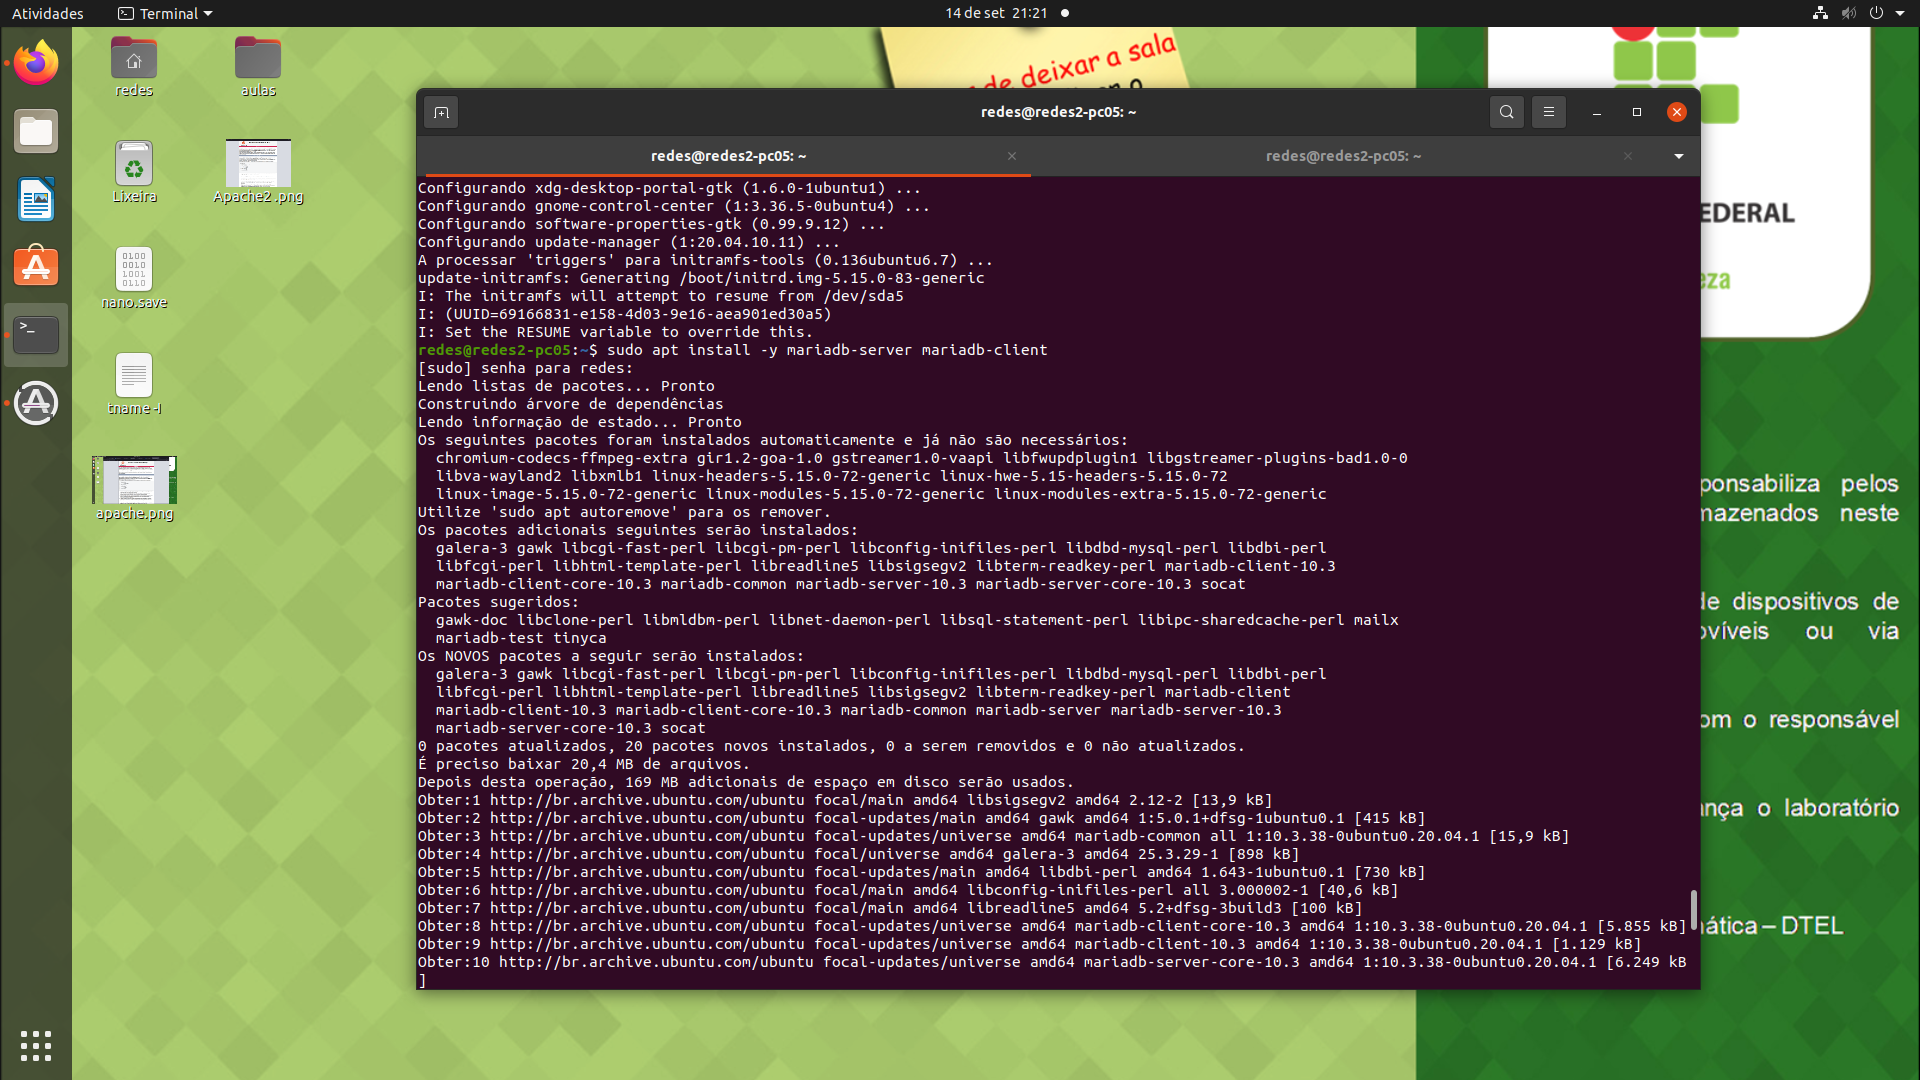 Atividades
Terminal
14 de set 21:21
redes
aulas
Lixeira
Apache2 .png
0100
0101
1001
0110
nano.save
tname -l
apache.png
de deixar a sala
redes@redes2-pc05: ~
redes@redes2-pc05: ~
redes@redes2-pc05: ~
Configurando xdg-desktop-portal-gtk (1.6.0-1ubuntu1) ...
Configurando gnome-control-center (1:3.36.5-0ubuntu4) ...
Configurando software-properties-gtk (0.99.9.12) ...
Configurando update-manager (1:20.04.10.11) ...
A processar 'triggers' para initramfs-tools (0.136ubuntu6.7) ...
update-initramfs: Generating /boot/initrd.img-5.15.0-83-generic
I: The initramfs will attempt to resume from /dev/sda5
I: (UUID=69166831-e158-4d03-9e16-aea901ed30a5)
I: Set the RESUME variable to override this.
redes@redes2-pc05:~$ sudo apt install -y mariadb-server mariadb-client
[sudo] senha para redes:
Lendo listas de pacotes... Pronto
Construindo árvore de dependências
Lendo informação de estado... Pronto
Os seguintes pacotes foram instalados automaticamente e já não são necessários:
chromium-codecs-ffmpeg-extra gir1.2-goa-1.0 gstreamer1.0-vaapi libfwupdplugin1 libgstreamer-plugins-bad1.0-0
libva-wayland2 libxmlb1 linux-headers-5.15.0-72-generic linux-hwe-5.15-headers-5.15.0-72
linux-image-5.15.0-72-generic linux-modules-5.15.0-72-generic linux-modules-extra-5.15.0-72-generic
Utilize 'sudo apt autoremove' para os remover.
Os pacotes adicionais seguintes serão instalados:
galera-3 gawk libcgi-fast-perl libcgi-pm-perl libconfig-inifiles-perl libdbd-mysql-perl libdbi-perl
libfcgi-perl libhtml-template-perl libreadline5 libsigsegv2 libterm-readkey-perl mariadb-client-10.3
mariadb-client-core-10.3 mariadb-common mariadb-server-10.3 mariadb-server-core-10.3 socat
Pacotes sugeridos:
gawk-doc libclone-perl libmldbm-perl libnet-daemon-perl libsql-statement-perl libipc-sharedcache-perl mailx
mariadb-test tinyca
Os NOVOS pacotes a seguir serão instalados:
galera-3 gawk libcgi-fast-perl libcgi-pm-perl libconfig-inifiles-perl libdbd-mysql-perl libdbi-perl
libfcgi-perl libhtml-template-perl libreadline5 libsigsegv2 libterm-readkey-perl mariadb-client
mariadb-client-10.3 mariadb-client-core-10.3 mariadb-common mariadb-server mariadb-server-10.3
mariadb-server-core-10.3 socat
0 pacotes atualizados, 20 pacotes novos instalados, 0 a serem removidos e 0 não atualizados.
É preciso baixar 20,4 MB de arquivos.
Depois desta operação, 169 MB adicionais de espaço em disco serão usados.
Obter:1 http://br.archive.ubuntu.com/ubuntu focal/main amd64 libsigsegv2 amd64 2.12-2 [13,9 kB]
Obter:2 http://br.archive.ubuntu.com/ubuntu focal-updates/main amd64 gawk amd64 1:5.0.1+dfsg-1ubuntu0.1 [415 kB]
Obter:3 http://br.archive.ubuntu.com/ubuntu focal-updates/universe amd64 mariadb-common all 1:10.3.38-0ubuntu0.20.04.1 [15,9 kB]
Obter:4 http://br.archive.ubuntu.com/ubuntu focal/universe amd64 galera-3 amd64 25.3.29-1 [898 kB]
Obter:5 http://br.archive.ubuntu.com/ubuntu focal-updates/main amd64 libdbi-perl amd64 1.643-1ubuntu0.1 [730 kB]
Obter:6 http://br.archive.ubuntu.com/ubuntu focal/main amd64 libconfig-inifiles-perl all 3.000002-1 [40,6 kB]
Obter:7 http://br.archive.ubuntu.com/ubuntu focal/main amd64 libreadline5 amd64 5.2+dfsg-3build3 [100 kB]
Obter:8 http://br.archive.ubuntu.com/ubuntu focal-updates/universe amd64 mariadb-client-core-10.3 amd64 1:10.3.38-0ubuntu0.20.04.1 [5.855 kB]
Obter:9 http://br.archive.ubuntu.com/ubuntu focal-updates/universe amd64 mariadb-client-10.3 amd64 1:10.3.38-0ubuntu0.20.04.1 [1.129 kB]
Obter:10 http://br.archive.ubuntu.com/ubuntu focal-updates/universe amd64 mariadb-server-core-10.3 amd64 1:10.3.38-0ubuntu0.20.04.1 [6.249 kB
]
EDERAL
eza
ponsabiliza pelos
mazenados neste
de dispositivos de
ovíveis ou via
om o responsável
ança o laboratório
nática – DTEL